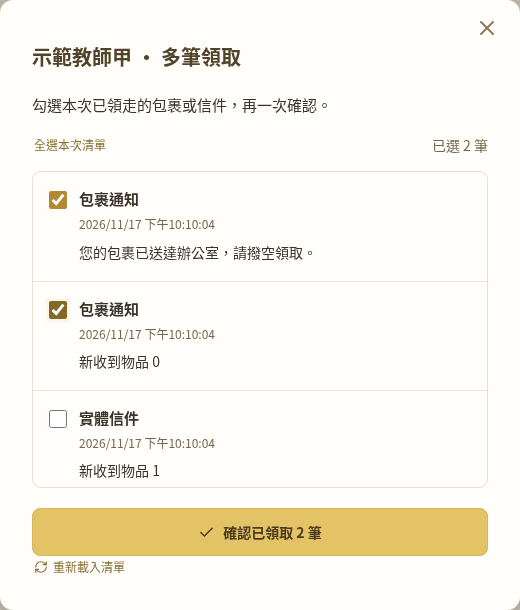 示範教師甲 · 多筆領取
勾選本次已領走的包裹或信件，再一次確認。
全選本次清單 已選 2 筆
包裹通知
2026/11/17 下午10:10:04
您的包裹已送達辦公室，請撥空領取。
包裹通知
2026/11/17 下午10:10:04
新收到物品 0
實體信件
2026/11/17 下午10:10:04
新收到物品 1
確認已領取 2 筆
重新載入清單